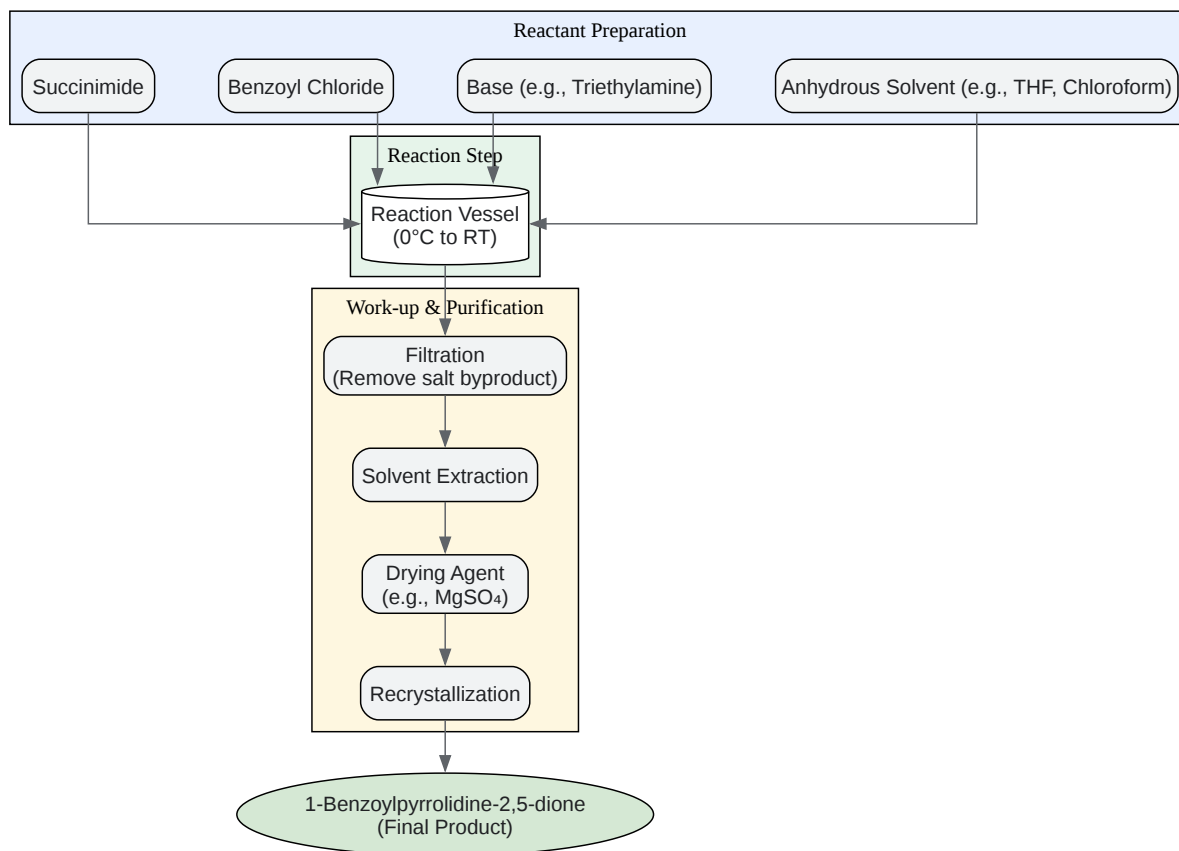 Reactant Preparation
Succinimide
Benzoyl Chloride
Base (e.g., Triethylamine)
Anhydrous Solvent (e.g., THF, Chloroform)
Reaction Step
Reaction Vessel
(0°C to RT)
Work-up & Purification
Filtration
(Remove salt byproduct)
Solvent Extraction
Drying Agent
(e.g., MgSO₄)
Recrystallization
1-Benzoylpyrrolidine-2,5-dione
(Final Product)